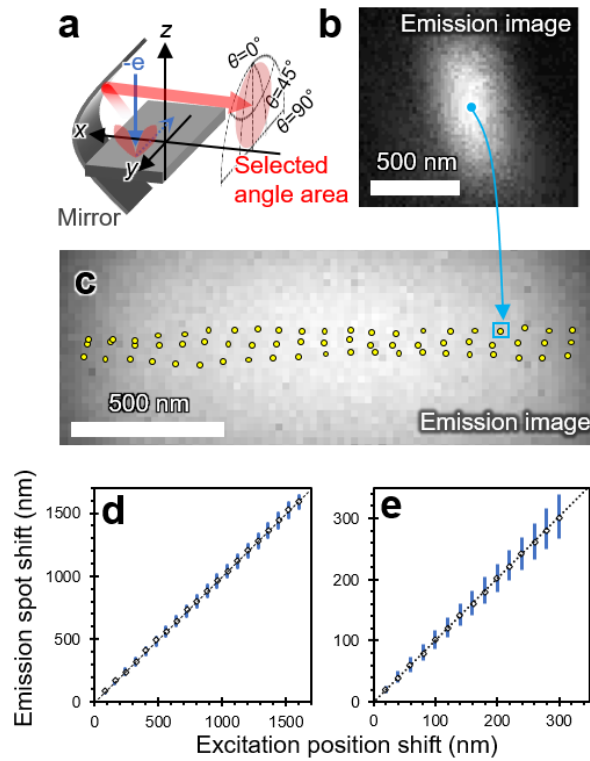 a
-e
z
x
y
θ=0°
θ=45°
θ=90°
Mirror
Selected
angle area
b
Emission image
500 nm
c
500 nm
Emission image
Emission spot shift (nm)
d
1500
1000
500
0
0
500
1000
1500
e
300
200
100
0
0
100
200
300
Excitation position shift (nm)